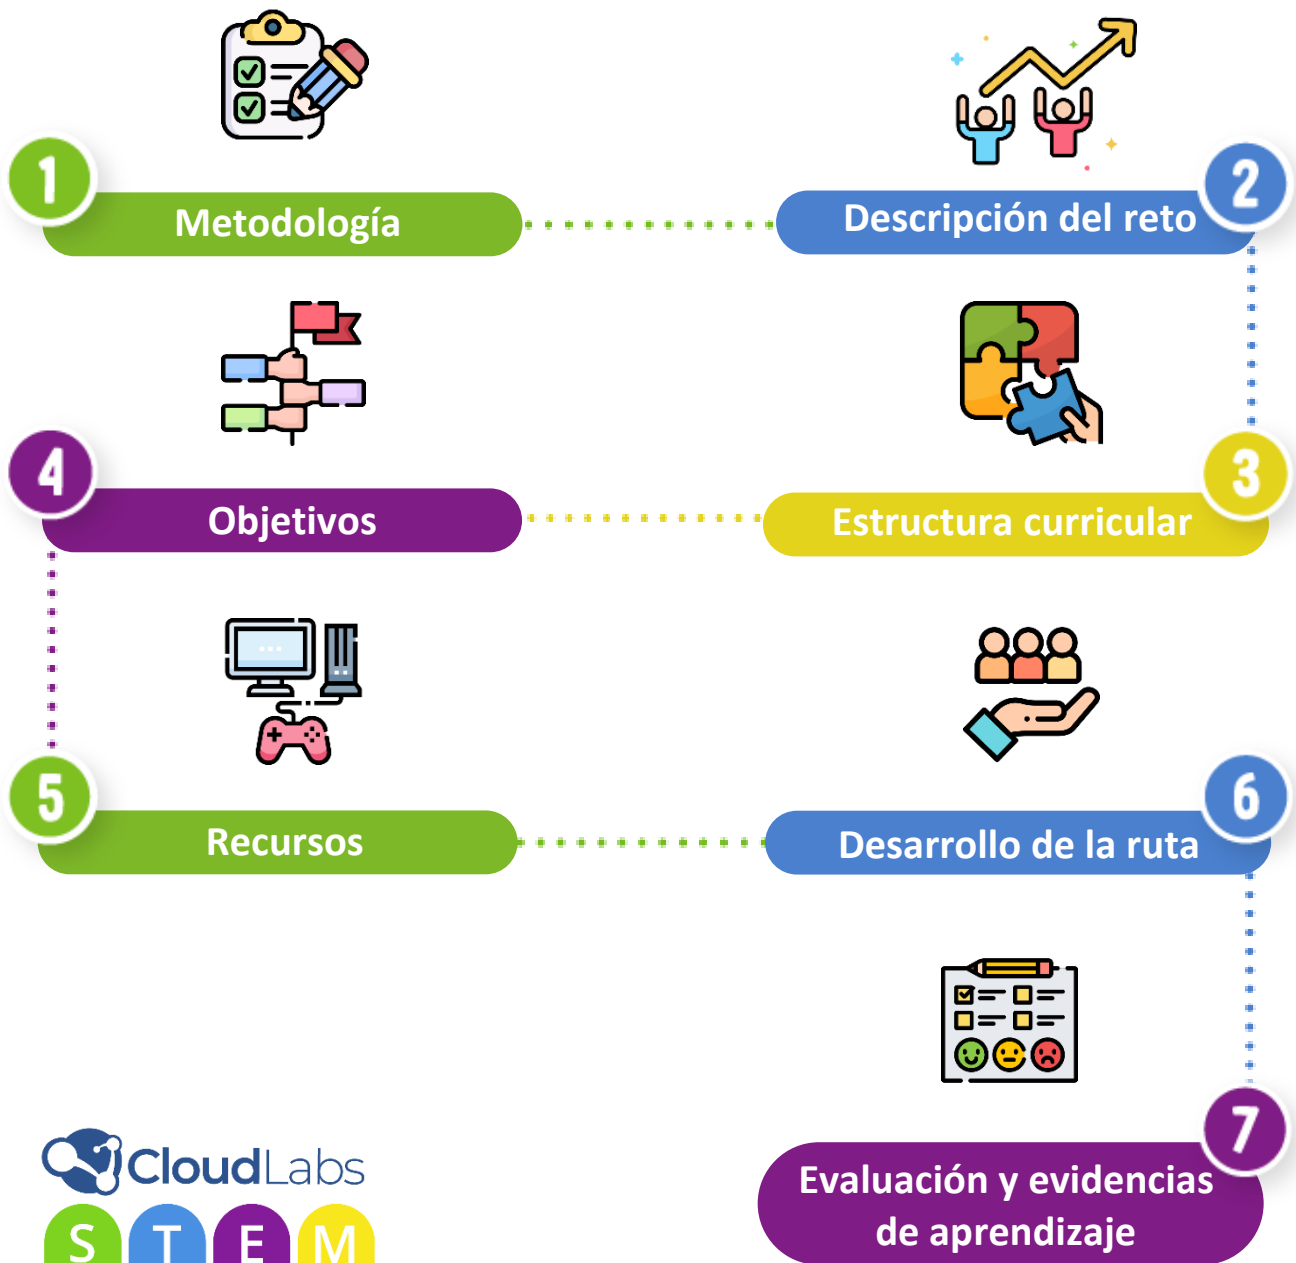 1
Metodología
2
Descripción del reto
3
Estructura curricular
4
Objetivos
5
Recursos
6
Desarrollo de la ruta
7
Evaluación y evidencias
de aprendizaje
CloudLabs
STEM